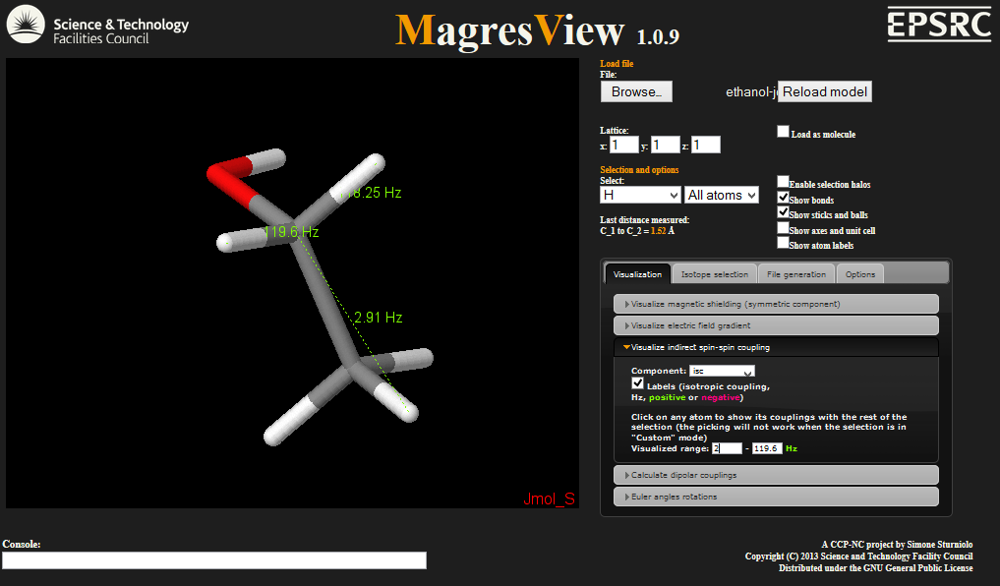 Science & Technology
Facilities Council
MagresView 1.0.9
EPSRC
Load file
File:
Browse... ethanol-j Reload model
Lattice:
x: 1 y: 1 z: 1
Load as molecule
Selection and options
Select:
H All atoms
Enable selection halos
Show bonds
Show sticks and balls
Show axes and unit cell
Show atom labels
Last distance measured:
C_1 to C_2 = 1.52 Å
8.25 Hz
119.6 Hz
2.91 Hz
Jmol_S
Visualization Isotope selection File generation Options
Visualize magnetic shielding (symmetric component)
Visualize electric field gradient
Visualize indirect spin-spin coupling
Component: isc
Labels (isotropic coupling,
Hz, positive or negative)
Click on any atom to show its couplings with the rest of the
selection (the picking will not work when the selection is in
"Custom" mode)
Visualized range: 2 - 119.6 Hz
Calculate dipolar couplings
Euler angles rotations
Console:
A CCP-NC project by Simone Sturniolo
Copyright (C) 2013 Science and Technology Facility Council
Distributed under the GNU General Public License